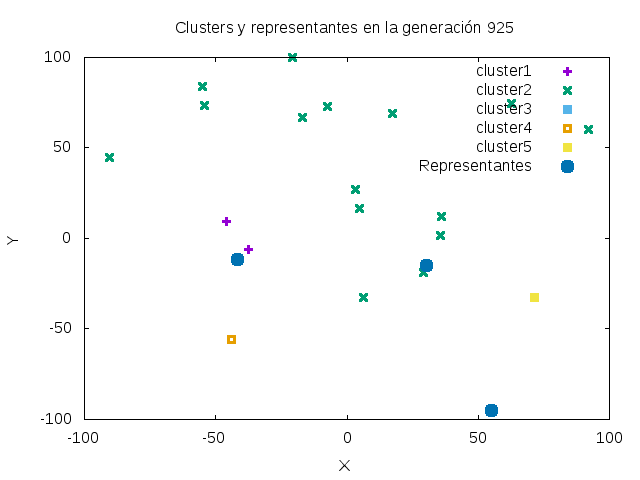 Clusters y representantes en la generación 925
100
50
0
-50
-100
-100
-50
0
50
100
Y
X
cluster1
cluster2
cluster3
cluster4
cluster5
Representantes